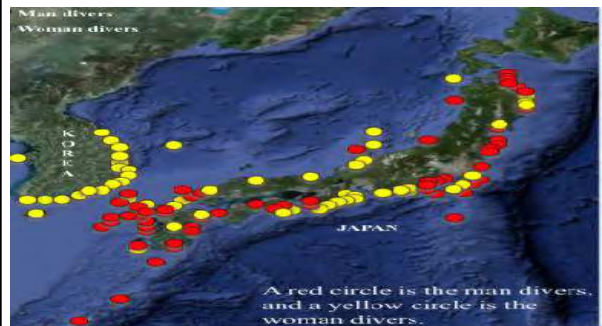 Man divers
Woman divers
KOREA
JAPAN
A red circle is the man divers,
and a yellow circle is the
woman divers.